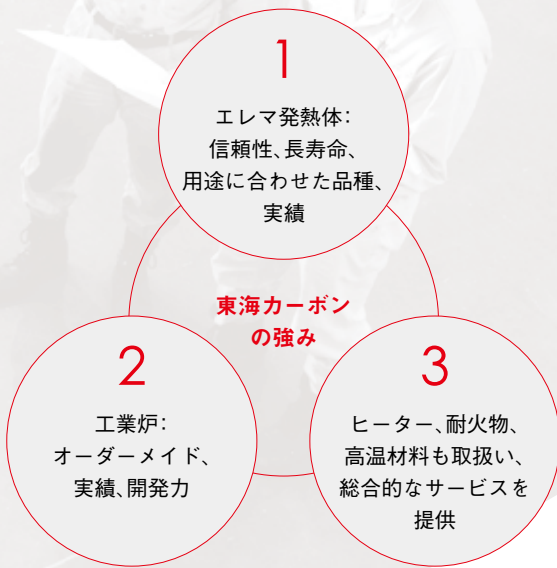 1
エレマ発熱体：
信頼性、長寿命、
用途に合わせた品種、
実績
東海カーボン
の強み
2
工業炉：
オーダーメイド、
実績、開発力
3
ヒーター、耐火物、
高温材料も取扱い、
総合的なサービスを
提供